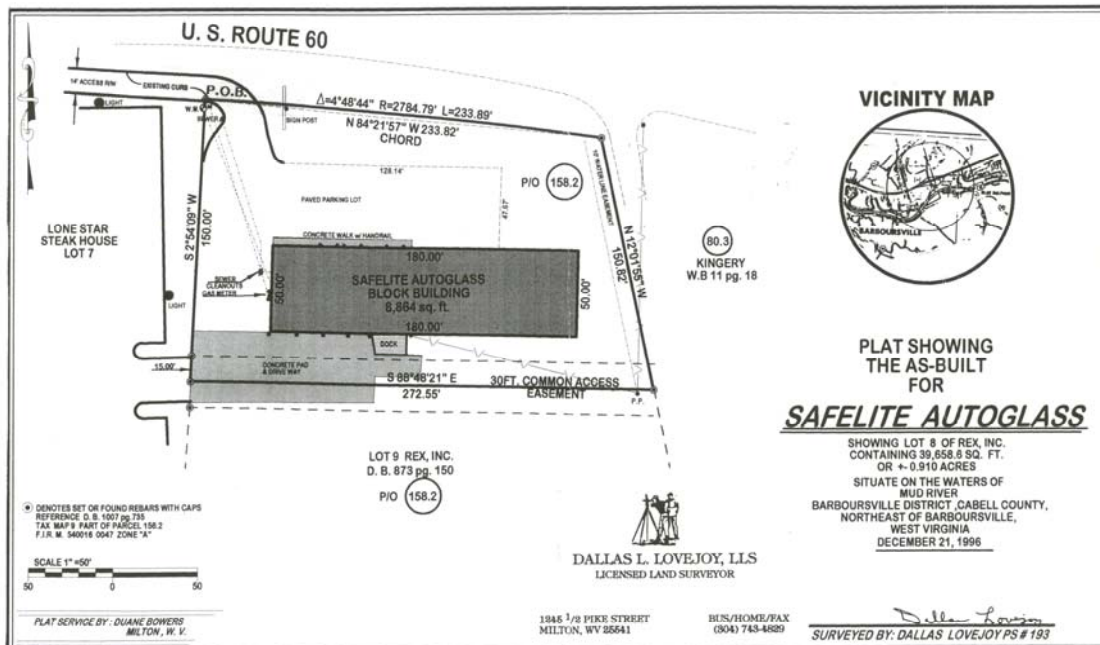 U. S. ROUTE 60
14' ACCESS R/W
EXISTING CURB
P.O.B.
LIGHT
W.M.
SEWER
SIGN POST
Δ=4°48'44" R=2784.79' L=233.89'
N 84°21'57" W 233.82'
CHORD
128.14'
P/O 158.2
10' WATER LINE EASEMENT
47.67'
PAVED PARKING LOT
N 12°01'55" W
150.82'
S 2°54'09" W
150.00'
LONE STAR
STEAK HOUSE
LOT 7
80.3
KINGERY
W.B 11 pg. 18
CONCRETE WALK w/ HANDRAIL
180.00'
SAFELITE AUTOGLASS
BLOCK BUILDING
8,864 sq. ft.
50.00'
50.00'
180.00'
SEWER
CLEANOUTS
GAS METER
LIGHT
DOCK
15.00'
CONCRETE PAD
& DRIVE WAY
S 88°48'21" E
272.55'
30FT. COMMON ACCESS
EASEMENT
P.P.
LOT 9 REX, INC.
D. B. 873 pg. 150
P/O 158.2
VICINITY MAP
BARBOURSVILLE
PLAT SHOWING
THE AS-BUILT
FOR
SAFELITE AUTOGLASS
SHOWING LOT 8 OF REX, INC.
CONTAINING 39,658.6 SQ. FT.
OR +- 0.910 ACRES
SITUATE ON THE WATERS OF
MUD RIVER
BARBOURSVILLE DISTRICT ,CABELL COUNTY,
NORTHEAST OF BARBOURSVILLE,
WEST VIRGINIA
DECEMBER 21, 1996
DENOTES SET OR FOUND REBARS WITH CAPS
REFERENCE D. B. 1007 pg.735
TAX MAP 9 PART OF PARCEL 158.2
F.I.R. M. 540016 0047 ZONE "A"
SCALE 1" =50'
50 0 50
PLAT SERVICE BY : DUANE BOWERS
MILTON , W. V.
DALLAS L. LOVEJOY, LLS
LICENSED LAND SURVEYOR
1245 1/2 PIKE STREET
MILTON, WV 25541
BUS/HOME/FAX
(304) 743-4829
Dallas Lovejoy
SURVEYED BY: DALLAS LOVEJOY PS # 193